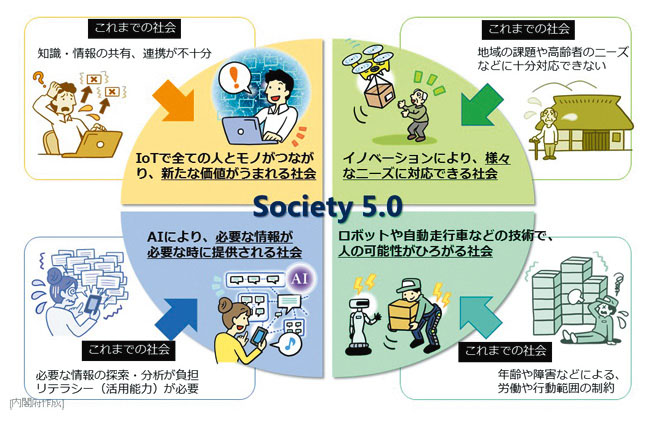 これまでの社会
知識・情報の共有、連携が不十分
これまでの社会
地域の課題や高齢者のニーズ
などに十分対応できない
IoTで全ての人とモノがつなが
り、新たな価値がうまれる社会
イノベーションにより、様々
なニーズに対応できる社会
Society 5.0
AIにより、必要な情報が
必要な時に提供される社会
ロボットや自動走行車などの技術で、
人の可能性がひろがる社会
AI
これまでの社会
必要な情報の探索・分析が負担
リテラシー（活用能力）が必要
これまでの社会
年齢や障害などによる、
労働や行動範囲の制約
[内閣府作成]